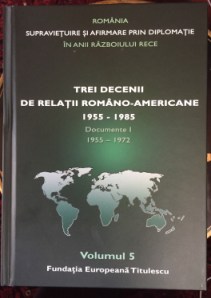 ROMÂNIA
SUPRAVIEȚUIRE ȘI AFIRMARE PRIN DIPLOMAȚIE
ÎN ANII RĂZBOIULUI RECE
TREI DECENII
DE RELAȚII ROMÂNO-AMERICANE
1955 - 1985
Documente I
1955 – 1972
Volumul 5
Fundația Europeană Titulescu